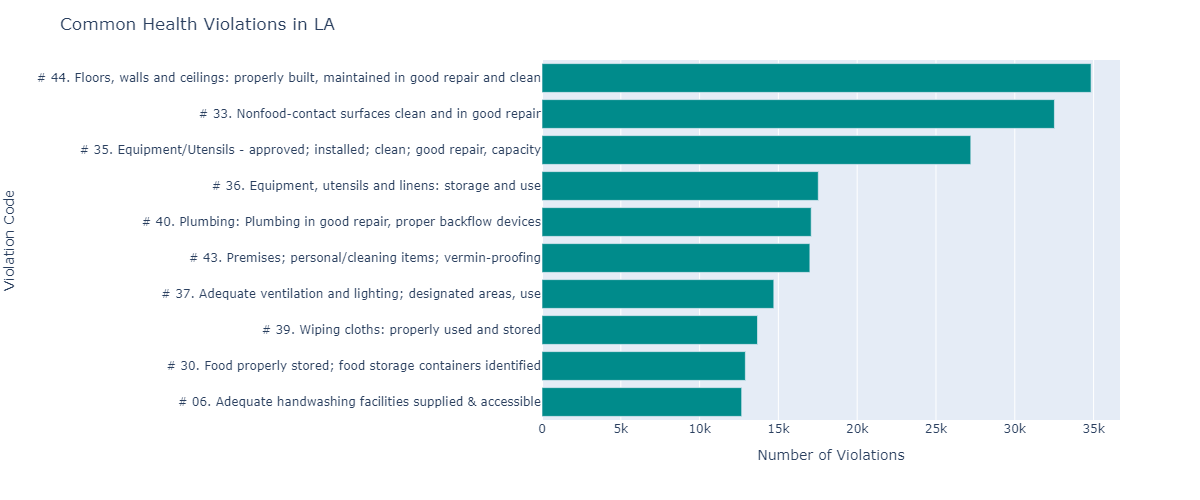 Common Health Violations in LA
Violation Code
# 44. Floors, walls and ceilings: properly built, maintained in good repair and clean
# 33. Nonfood-contact surfaces clean and in good repair
# 35. Equipment/Utensils - approved; installed; clean; good repair, capacity
# 36. Equipment, utensils and linens: storage and use
# 40. Plumbing: Plumbing in good repair, proper backflow devices
# 43. Premises; personal/cleaning items; vermin-proofing
# 37. Adequate ventilation and lighting; designated areas, use
# 39. Wiping cloths: properly used and stored
# 30. Food properly stored; food storage containers identified
# 06. Adequate handwashing facilities supplied & accessible
0 5k 10k 15k 20k 25k 30k 35k
Number of Violations